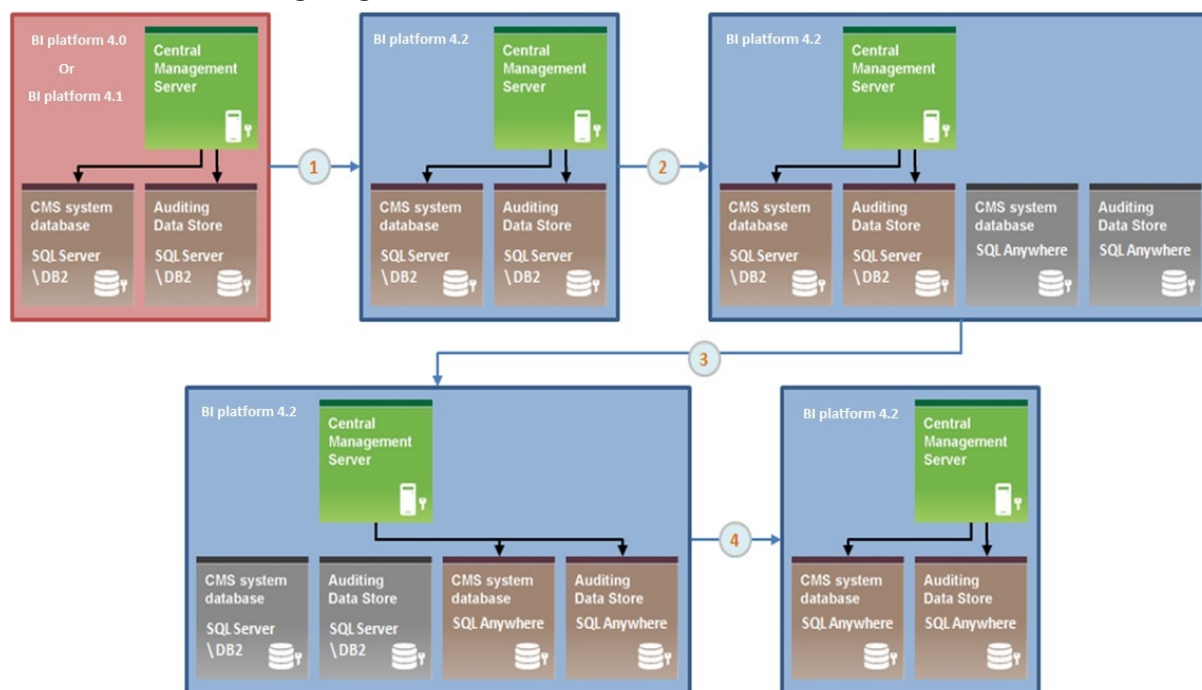 BI platform 4.0
Or
BI platform 4.1
Central
Management
Server
CMS system
database
SQL Server
\DB2
Auditing
Data Store
SQL Server
\DB2
1
BI platform 4.2
Central
Management
Server
CMS system
database
SQL Server
\DB2
Auditing
Data Store
SQL Server
\DB2
2
BI platform 4.2
Central
Management
Server
CMS system
database
SQL Server
\DB2
Auditing
Data Store
SQL Server
\DB2
CMS system
database
SQL Anywhere
Auditing
Data Store
SQL Anywhere
3
BI platform 4.2
Central
Management
Server
CMS system
database
SQL Server
\DB2
Auditing
Data Store
SQL Server
\DB2
CMS system
database
SQL Anywhere
Auditing
Data Store
SQL Anywhere
4
BI platform 4.2
Central
Management
Server
CMS system
database
SQL Anywhere
Auditing
Data Store
SQL Anywhere